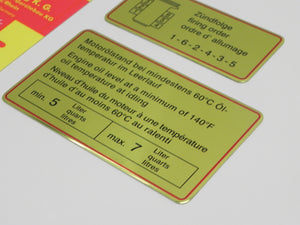 K. G.
Zündfolge
firing order
ordre d'allumage
1-6-2-4-3-5
Motorölstand bei mindestens 60°C Öl-
temperatur im Leerlauf
Engine oil level at a minimum of 140°F
oil temperature at idling
Niveau d'huile du moteur à une température
d'huile d'au moins 60°C au ralenti
min. 5 Liter quarts litres
max. 7 Liter quarts litres